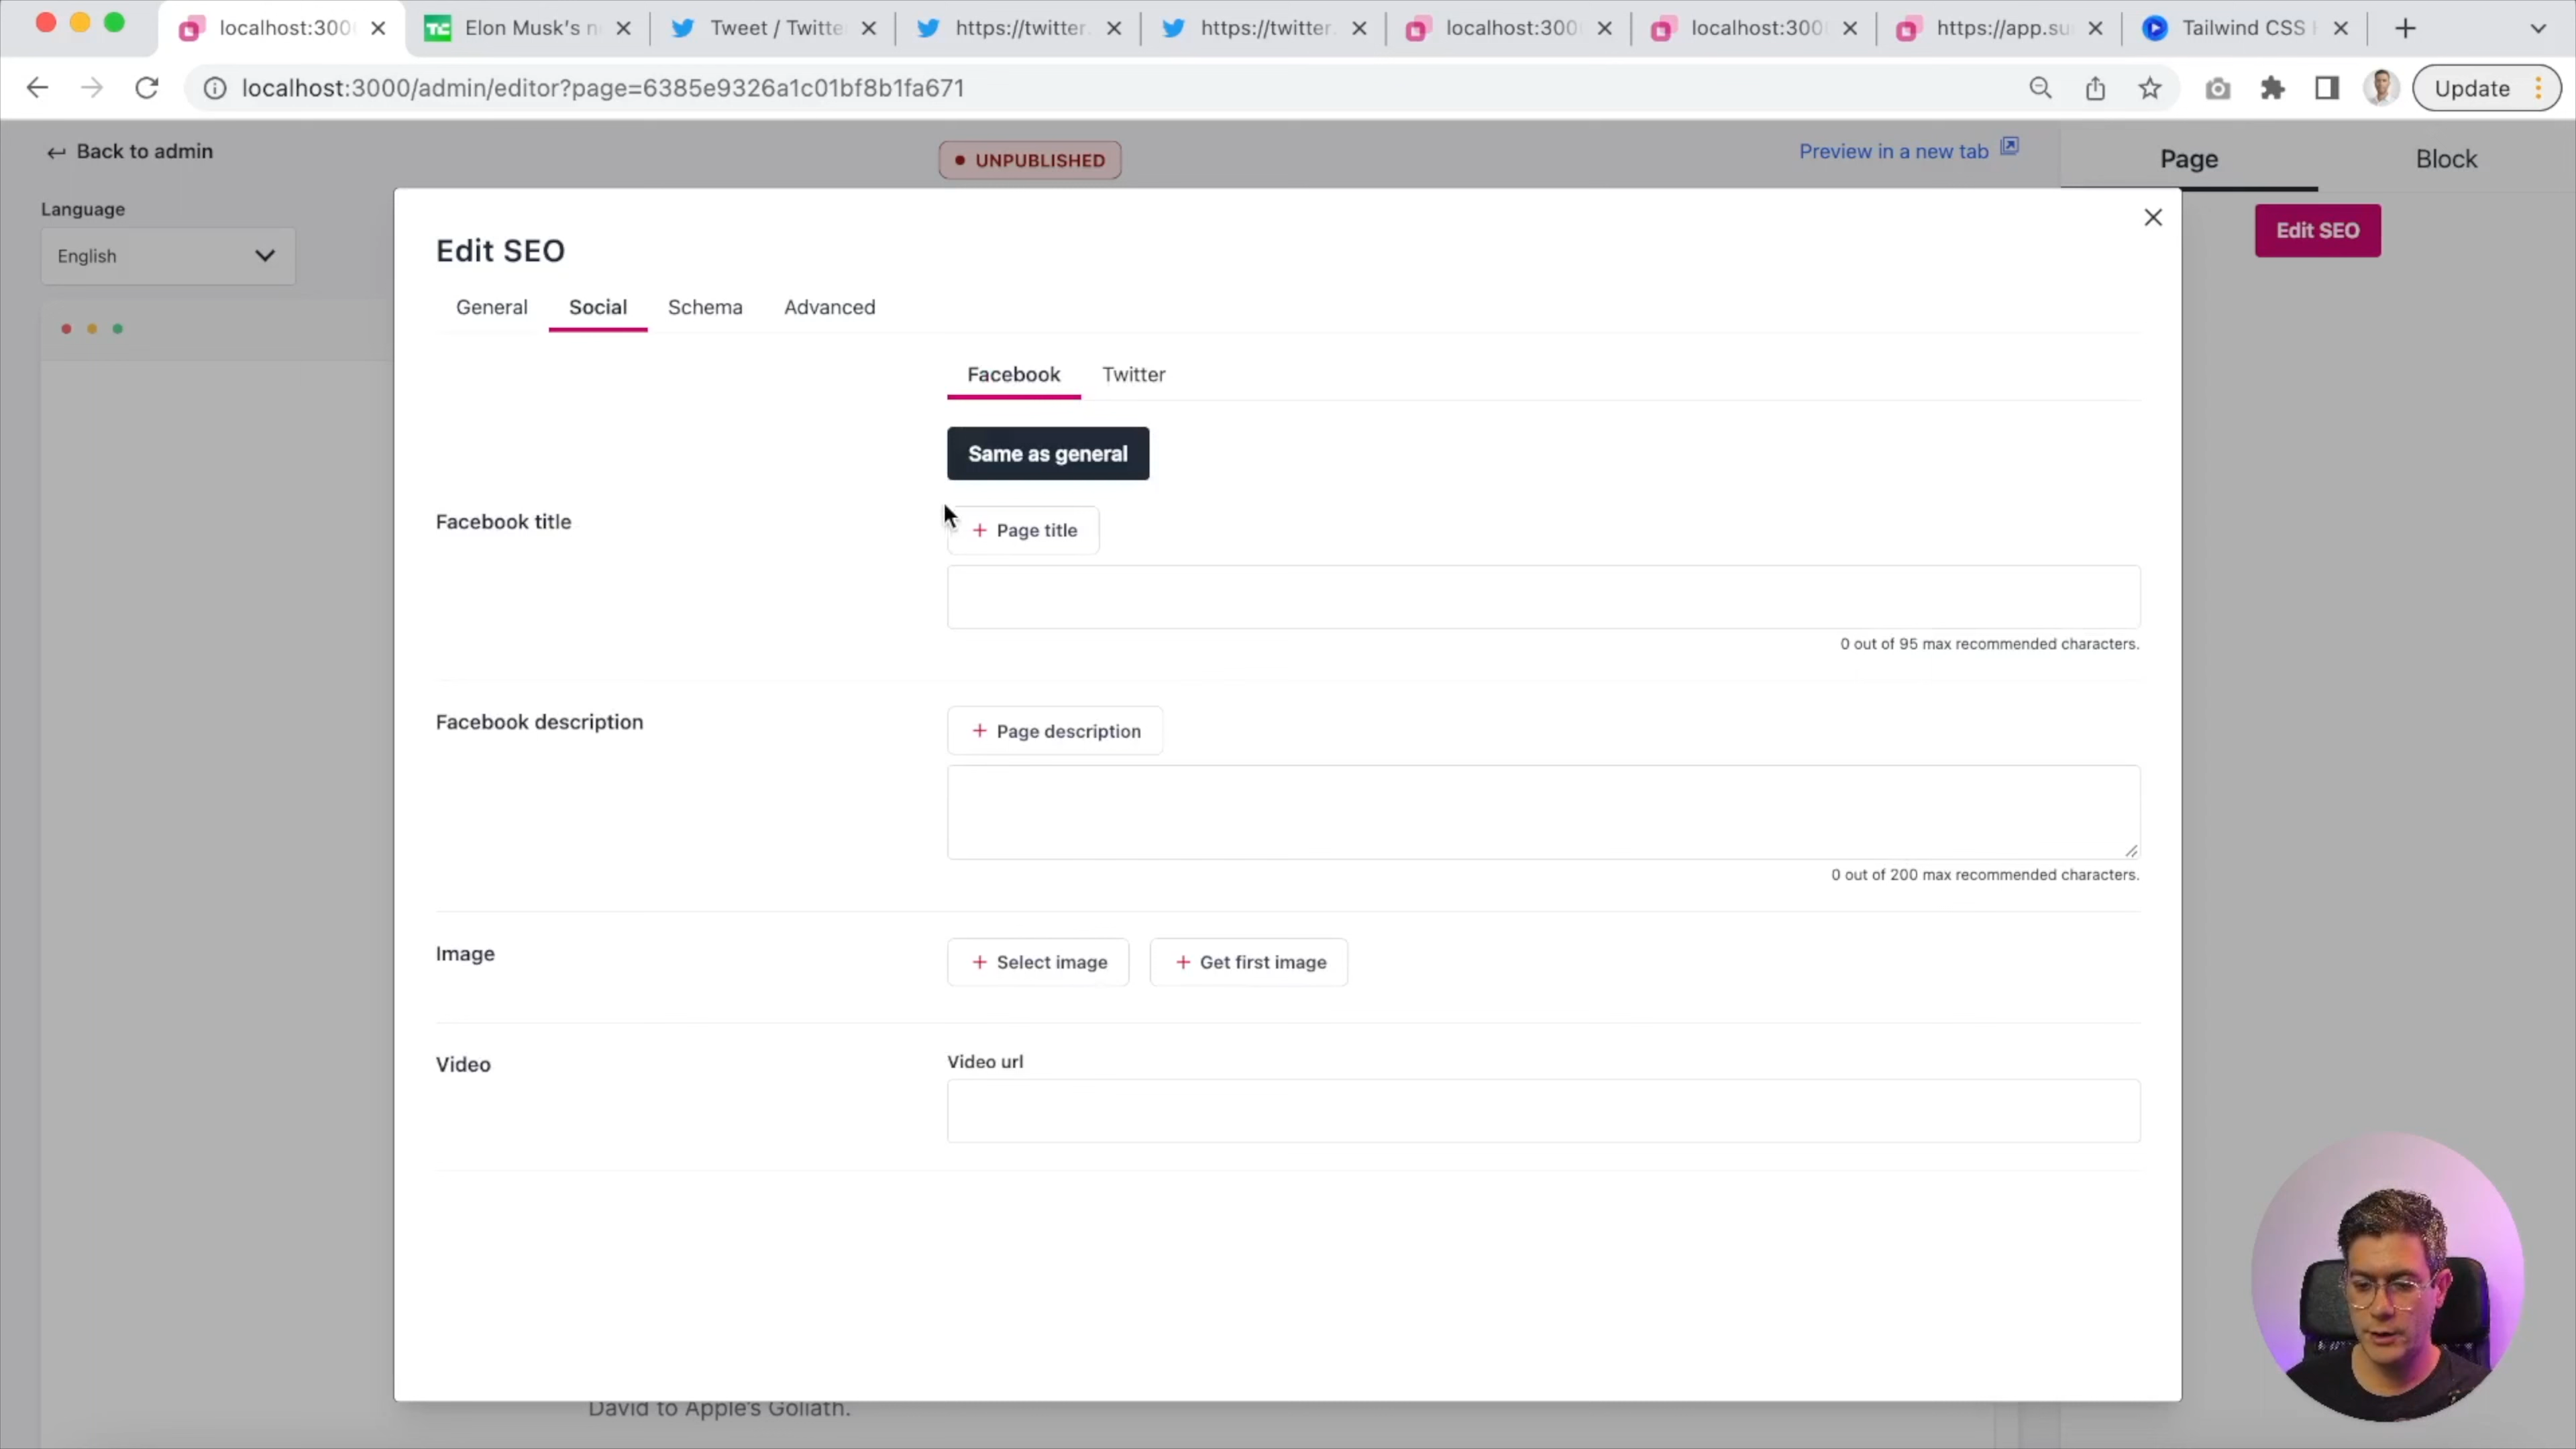 localhost:300
Elon Musk's n
Tweet / Twitte
https://twitter.
https://twitter.
localhost:300
localhost:300
https://app.su
Tailwind CSS
localhost:3000/admin/editor?page=6385e9326a1c01bf8b1fa671
Update
Back to admin
UNPUBLISHED
Preview in a new tab
Page
Block
Language
English
Edit SEO
Edit SEO
General
Social
Schema
Advanced
Facebook
Twitter
Same as general
Facebook title
+ Page title
0 out of 95 max recommended characters.
Facebook description
+ Page description
0 out of 200 max recommended characters.
Image
+ Select image
+ Get first image
Video
Video url
David to Apple's Goliath.